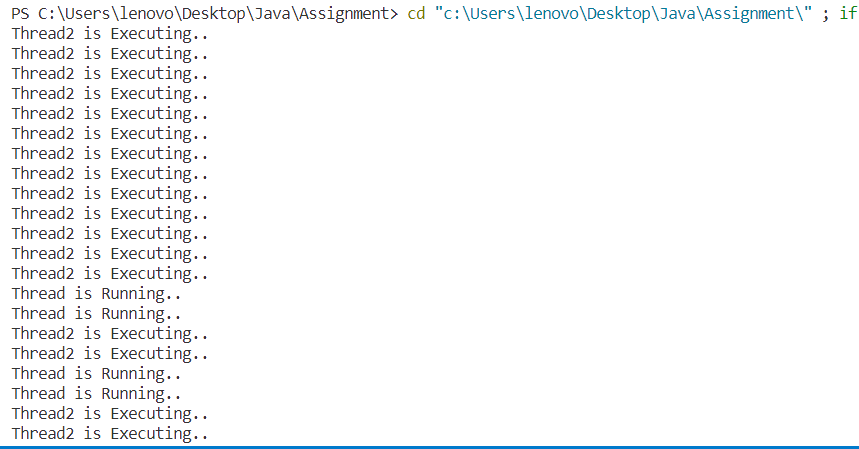 PS C:\Users\lenovo\Desktop\Java\Assignment> cd "c:\Users\lenovo\Desktop\Java\Assignment\" ; if
Thread2 is Executing..
Thread2 is Executing..
Thread2 is Executing..
Thread2 is Executing..
Thread2 is Executing..
Thread2 is Executing..
Thread2 is Executing..
Thread2 is Executing..
Thread2 is Executing..
Thread2 is Executing..
Thread2 is Executing..
Thread2 is Executing..
Thread2 is Executing..
Thread is Running..
Thread is Running..
Thread2 is Executing..
Thread2 is Executing..
Thread is Running..
Thread is Running..
Thread2 is Executing..
Thread2 is Executing..